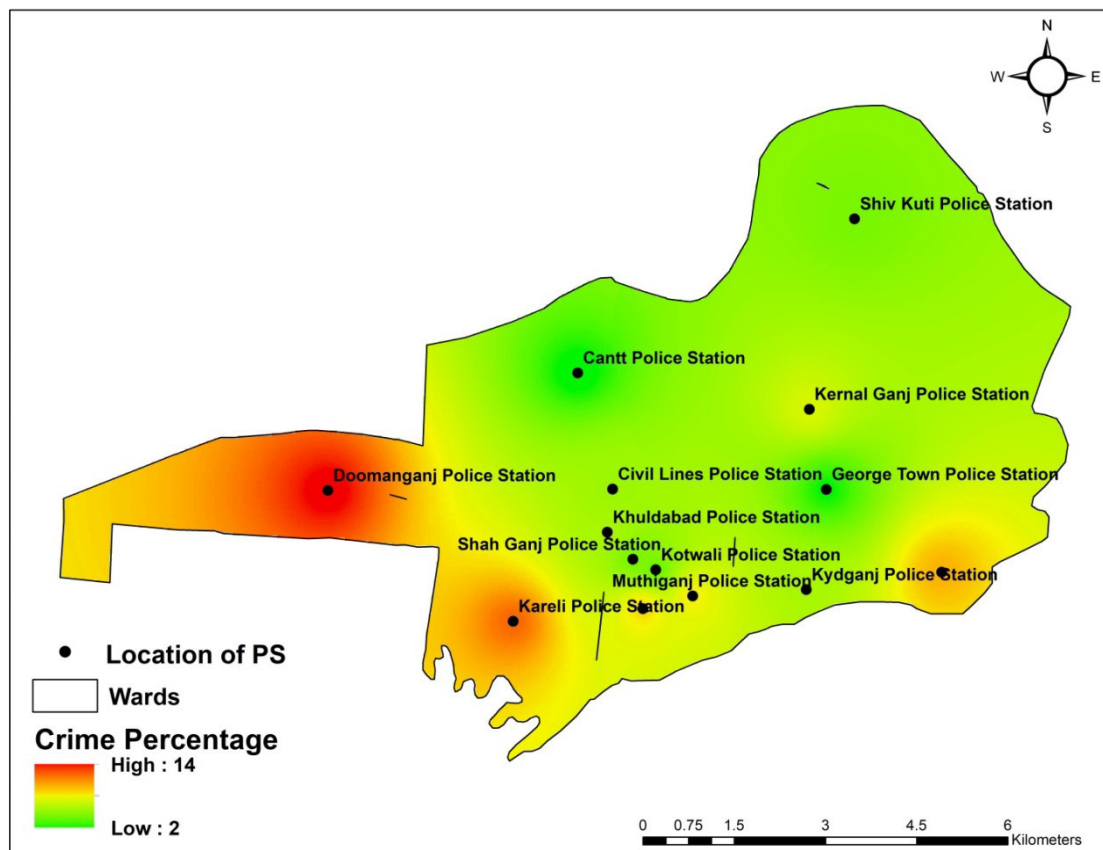 N
W E
S
Shiv Kuti Police Station
Cantt Police Station
Kernal Ganj Police Station
Doomanganj Police Station
Civil Lines Police Station
George Town Police Station
Khuldabad Police Station
Shah Ganj Police Station
Kotwali Police Station
Muthiganj Police Station
Kydganj Police Station
Kareli Police Station
Location of PS
Wards
Crime Percentage
High : 14
Low : 2
0 0.75 1.5 3 4.5 6
Kilometers